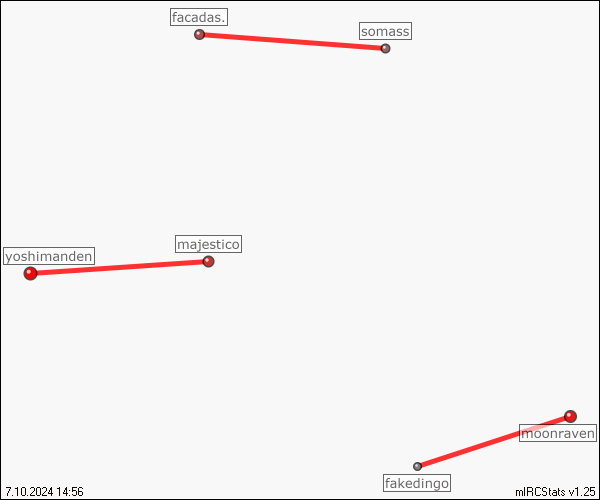 facadas.
somass
majestico
yoshimanden
moonraven
fakedingo
7.10.2024 14:56
mIRCStats v1.25